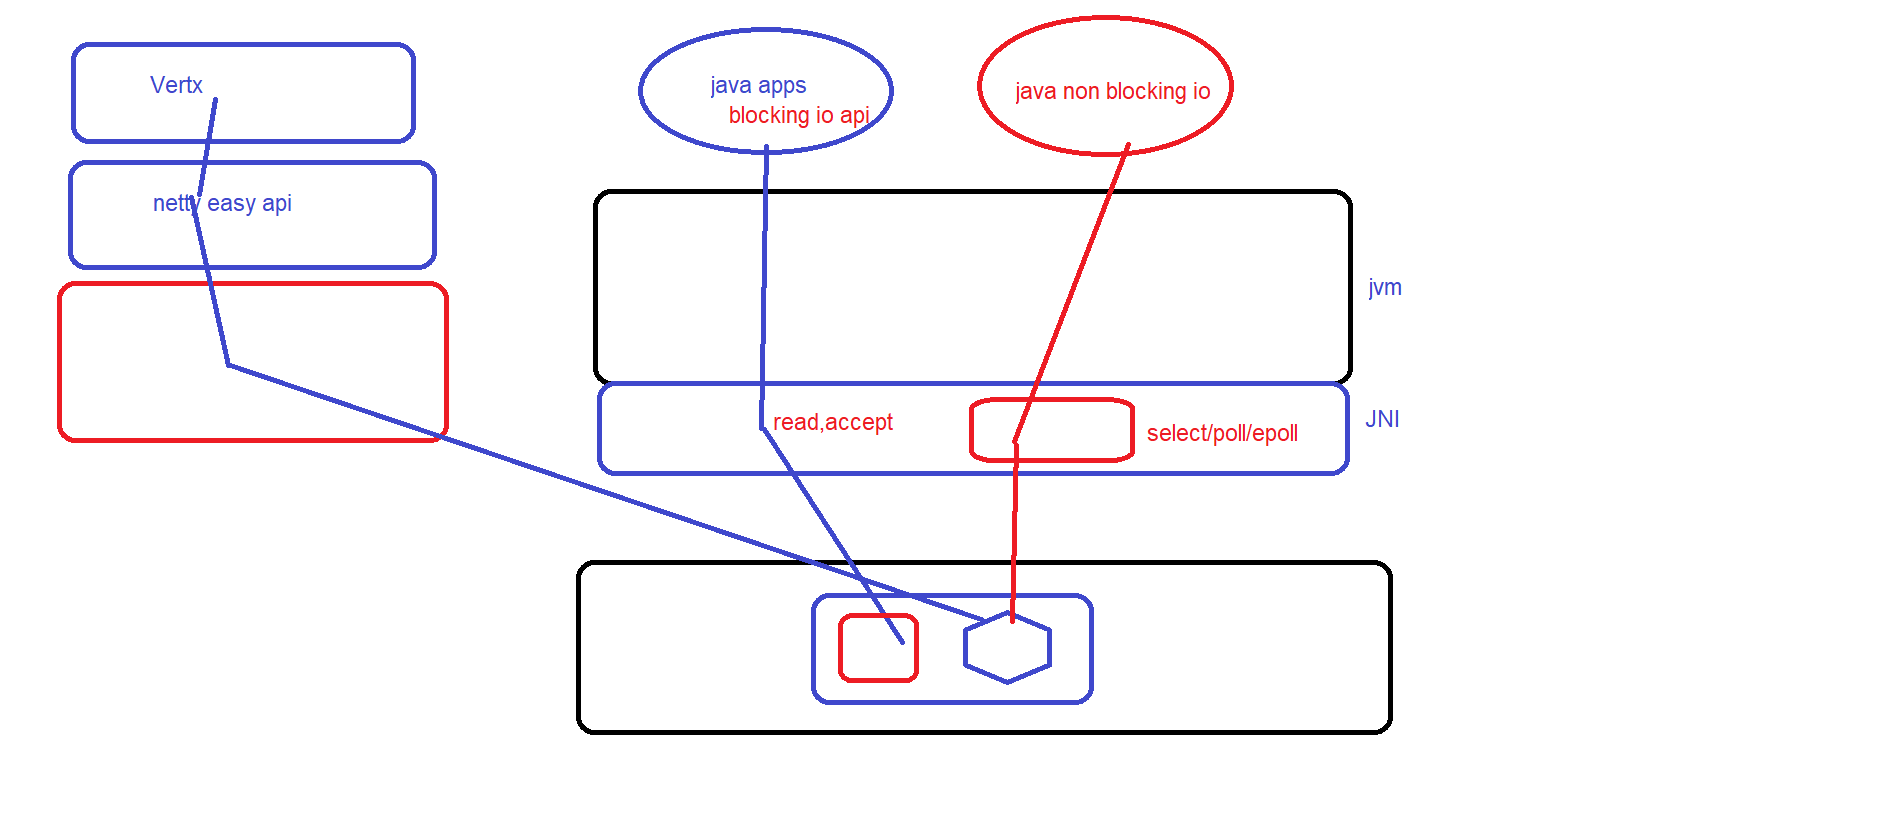 Vertx
netty easy api
java apps
blocking io api
java non blocking io
jvm
JNI
read,accept
select/poll/epoll